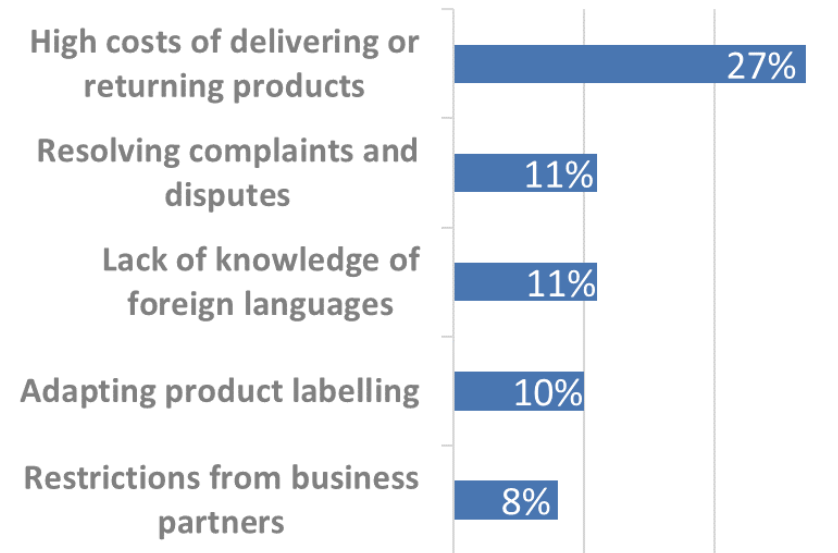 High costs of delivering or
returning products
27%
Resolving complaints and
disputes
11%
Lack of knowledge of
foreign languages
11%
Adapting product labelling
10%
Restrictions from business
partners
8%